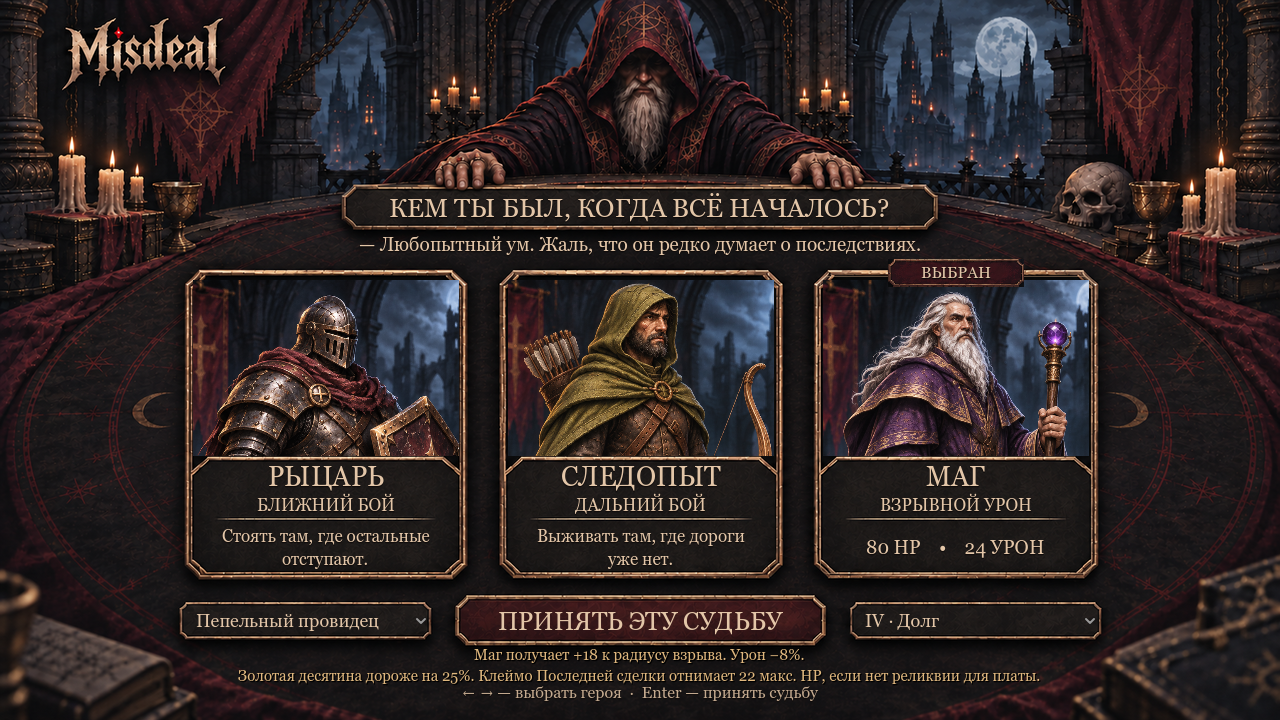 Misdeal
КЕМ ТЫ БЫЛ, КОГДА ВСЁ НАЧАЛОСЬ?
— Любопытный ум. Жаль, что он редко думает о последствиях.
ВЫБРАН
РЫЦАРЬ
БЛИЖНИЙ БОЙ
Стоять там, где остальные
отступают.
СЛЕДОПЫТ
ДАЛЬНИЙ БОЙ
Выживать там, где дороги
уже нет.
МАГ
ВЗРЫВНОЙ УРОН
80 HP • 24 УРОН
Пепельный провидец
ПРИНЯТЬ ЭТУ СУДЬБУ
IV · Долг
Маг получает +18 к радиусу взрыва. Урон −8%.
Золотая десятина дороже на 25%. Клеймо Последней сделки отнимает 22 макс. HP, если нет реликвии для платы.
← → — выбрать героя · Enter — принять судьбу